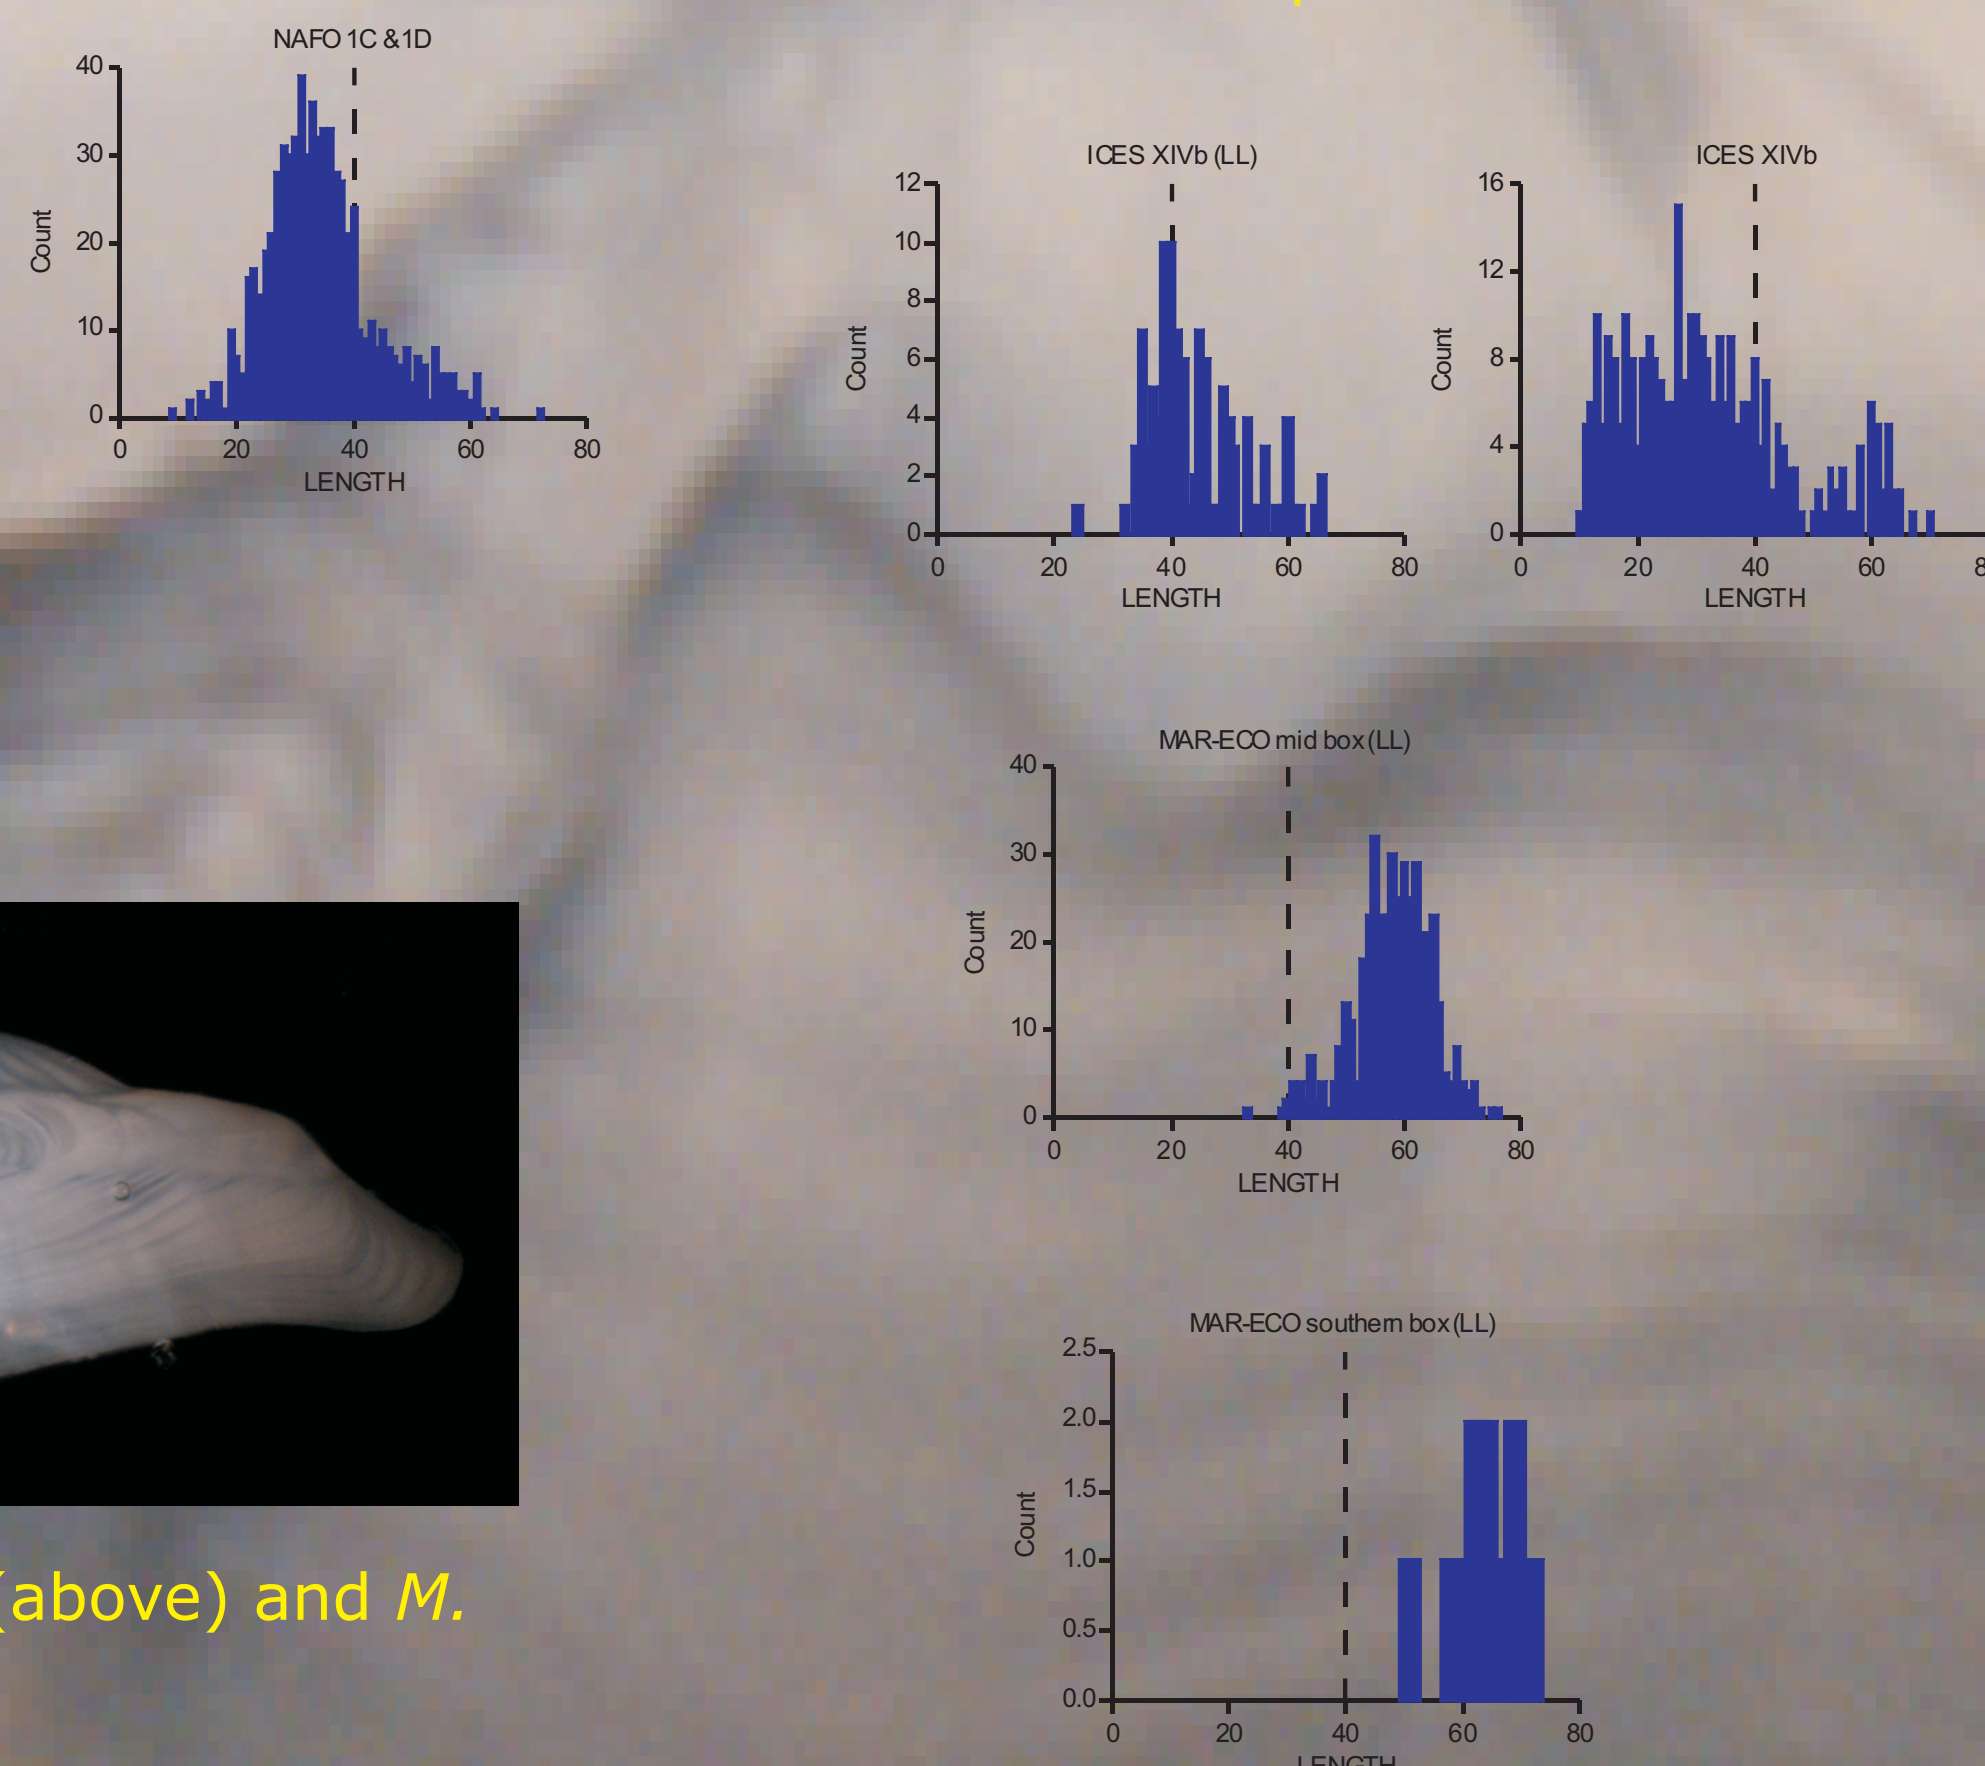 NAFO 1C &1D
40
30
20
10
0
Count
0 20 40 60 80
LENGTH
ICES XIVb (LL)
12
10
8
6
4
2
0
Count
0 20 40 60 80
LENGTH
ICES XIVb
16
12
8
4
0
Count
0 20 40 60
LENGTH
MAR-ECO mid box (LL)
40
30
20
10
0
Count
0 20 40 60 80
LENGTH
MAR-ECO southern box (LL)
2.5
2.0
1.5
1.0
0.5
0.0
Count
0 20 40 60 80
LENGTH
(above) and M.